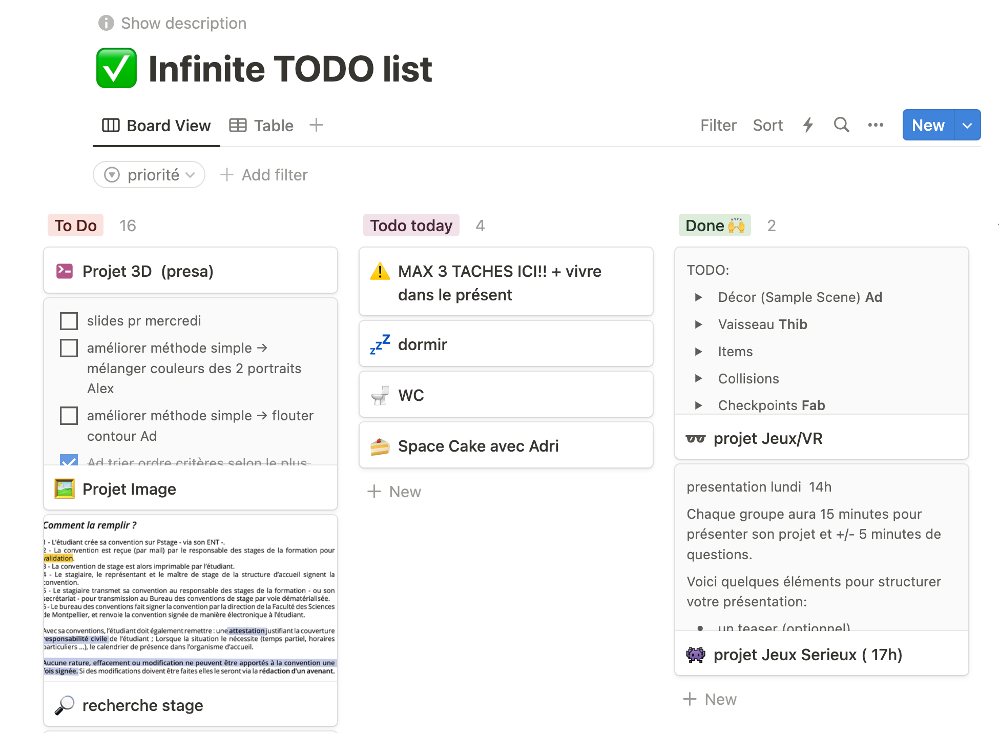 Show description
Infinite TODO list
Board View
Table
Filter
Sort
New
priorité
Add filter
To Do
16
Projet 3D (presa)
slides pr mercredi
améliorer méthode simple →
mélanger couleurs des 2 portraits
Alex
améliorer méthode simple → flouter
contour Ad
Ad trier ordre critères selon le plus
Projet Image
Comment la remplir ?
1 - L'étudiant crée sa convention sur Pstage - via son ENT -.
2 - La convention est reçue (par mail) par le responsable des stages de la formation pour
validation.
3 - La convention de stage est alors imprimable par l'étudiant.
4 - Le stagiaire, le représentant et le maître de stage de la structure d'accueil signent la
convention.
5 - Le stagiaire transmet sa convention au responsable des stages de la formation - ou son
secrétariat - pour transmission au Bureau des conventions de stage par voie dématérialisée.
6 - Le bureau des conventions fait signer la convention par la direction de la Faculté des Sciences
de Montpellier, et renvoie la convention signée de manière électronique à l'étudiant.
Avec sa conventions, l'étudiant doit également remettre : une attestation justifiant la couverture
responsabilité civile de l'étudiant ; Lorsque la situation le nécessite (temps partiel, horaires
particuliers ...), le calendrier de présence dans l'organisme d'accueil.
Aucune rature, effacement ou modification ne peuvent être apportés à la convention une
fois signée. Si des modifications doivent être faites elles le seront via la rédaction d'un avenant.
recherche stage
Todo today
4
MAX 3 TACHES ICI!! + vivre
dans le présent
dormir
WC
Space Cake avec Adri
New
Done 🙌
2
TODO:
Décor (Sample Scene) Ad
Vaisseau Thib
Items
Collisions
Checkpoints Fab
projet Jeux/VR
presentation lundi 14h
Chaque groupe aura 15 minutes pour
présenter son projet et +/- 5 minutes de
questions.
Voici quelques éléments pour structurer
votre présentation:
• un teaser (optionnel)
projet Jeux Serieux ( 17h)
New